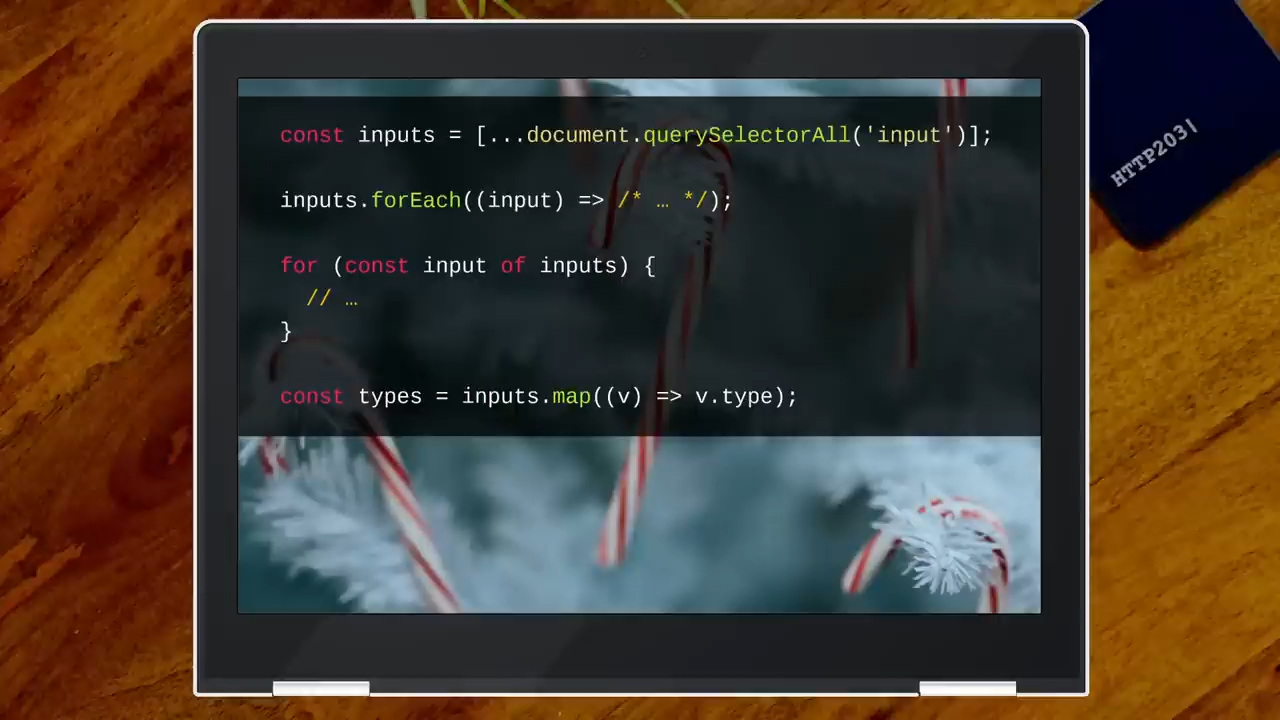 const inputs = [...document.querySelectorAll('input')];
inputs.forEach((input) => /* … */);
for (const input of inputs) {
  // …
}
const types = inputs.map((v) => v.type);
HTTP203|